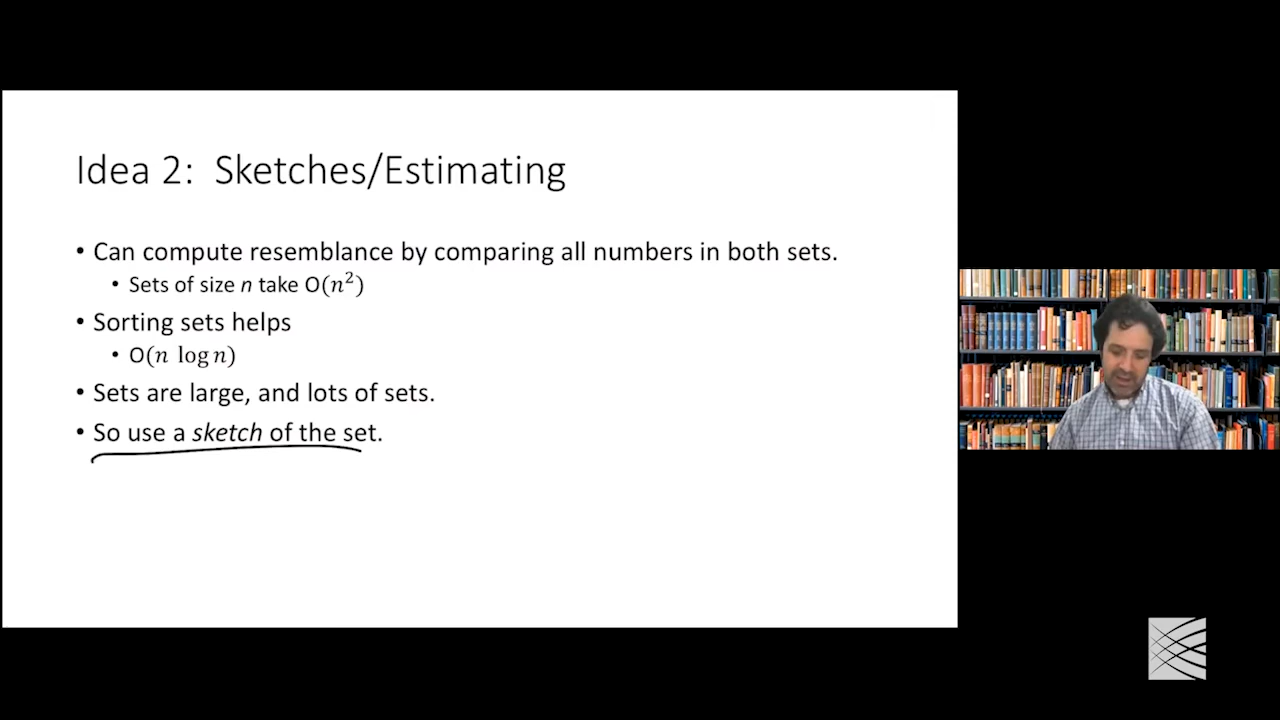 Idea 2: Sketches/Estimating
• Can compute resemblance by comparing all numbers in both sets.
• Sets of size n take O(n²)
• Sorting sets helps
• O(n log n)
• Sets are large, and lots of sets.
• So use a sketch of the set.